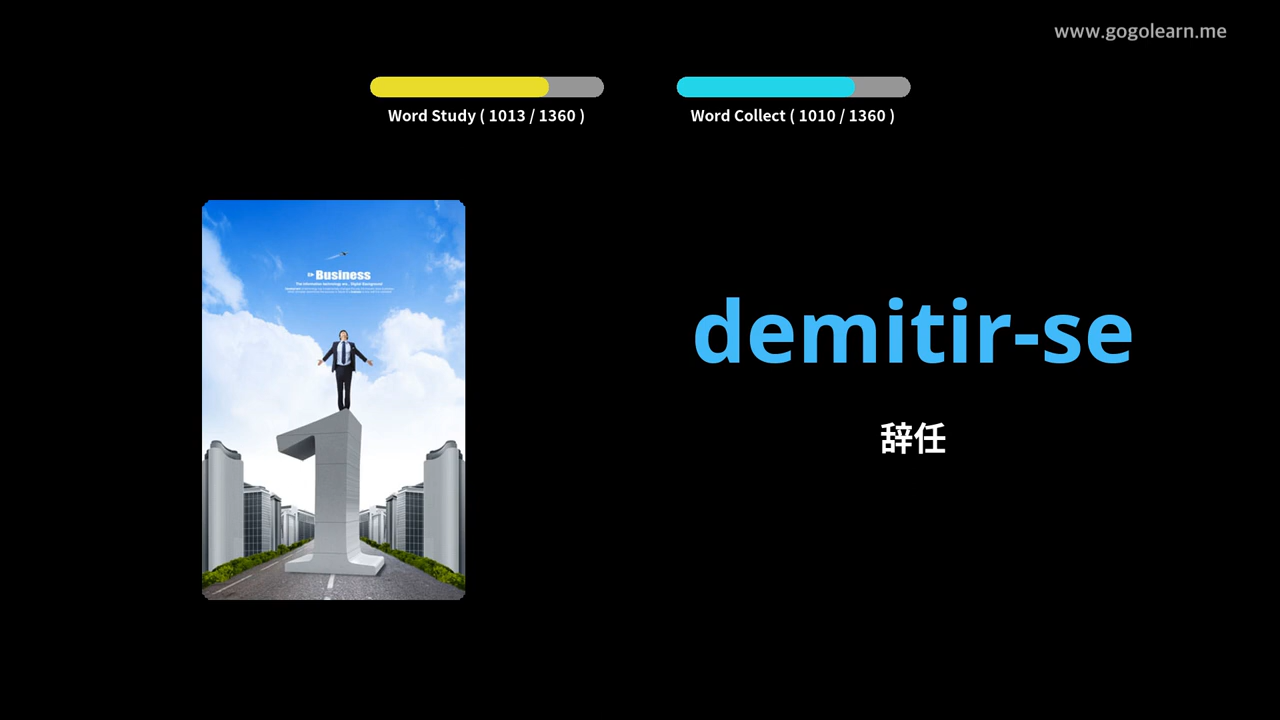 www.gogolearn.me
Word Study ( 1013 / 1360 )
Word Collect ( 1010 / 1360 )
Business
demitir-se
辞任